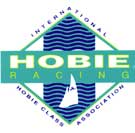 INTERNATIONAL
HOBIE
RACING
HOBIE CLASS
ASSOCIATION